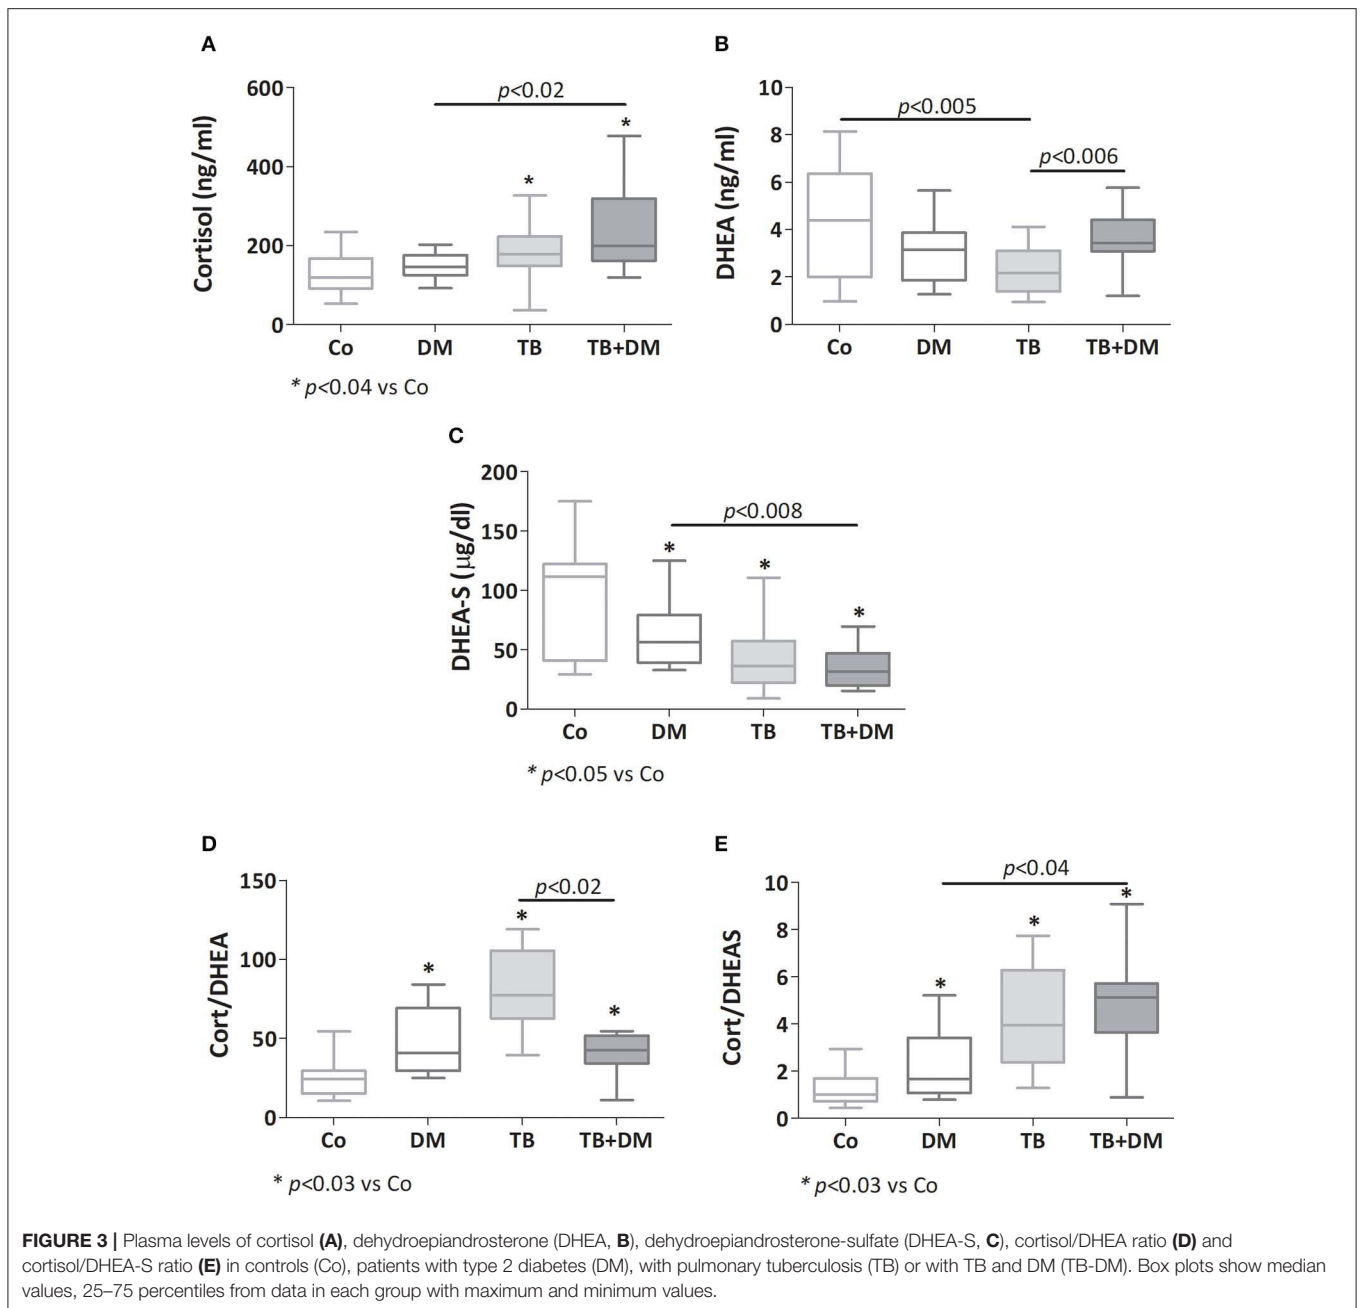 A
Cortisol (ng/ml)
600
400
200
0
p<0.02
*
*
Co DM TB TB+DM
* p<0.04 vs Co
B
DHEA (ng/ml)
10
8
6
4
2
0
p<0.005
p<0.006
Co DM TB TB+DM
C
DHEA-S (µg/dl)
200
150
100
50
0
p<0.008
*
*
*
Co DM TB TB+DM
* p<0.05 vs Co
D
Cort/DHEA
150
100
50
0
p<0.02
*
*
*
Co DM TB TB+DM
* p<0.03 vs Co
E
Cort/DHEAS
10
8
6
4
2
0
p<0.04
*
*
*
Co DM TB TB+DM
* p<0.03 vs Co
FIGURE 3 | Plasma levels of cortisol (A), dehydroepiandrosterone (DHEA, B), dehydroepiandrosterone-sulfate (DHEA-S, C), cortisol/DHEA ratio (D) and
cortisol/DHEA-S ratio (E) in controls (Co), patients with type 2 diabetes (DM), with pulmonary tuberculosis (TB) or with TB and DM (TB-DM). Box plots show median
values, 25–75 percentiles from data in each group with maximum and minimum values.